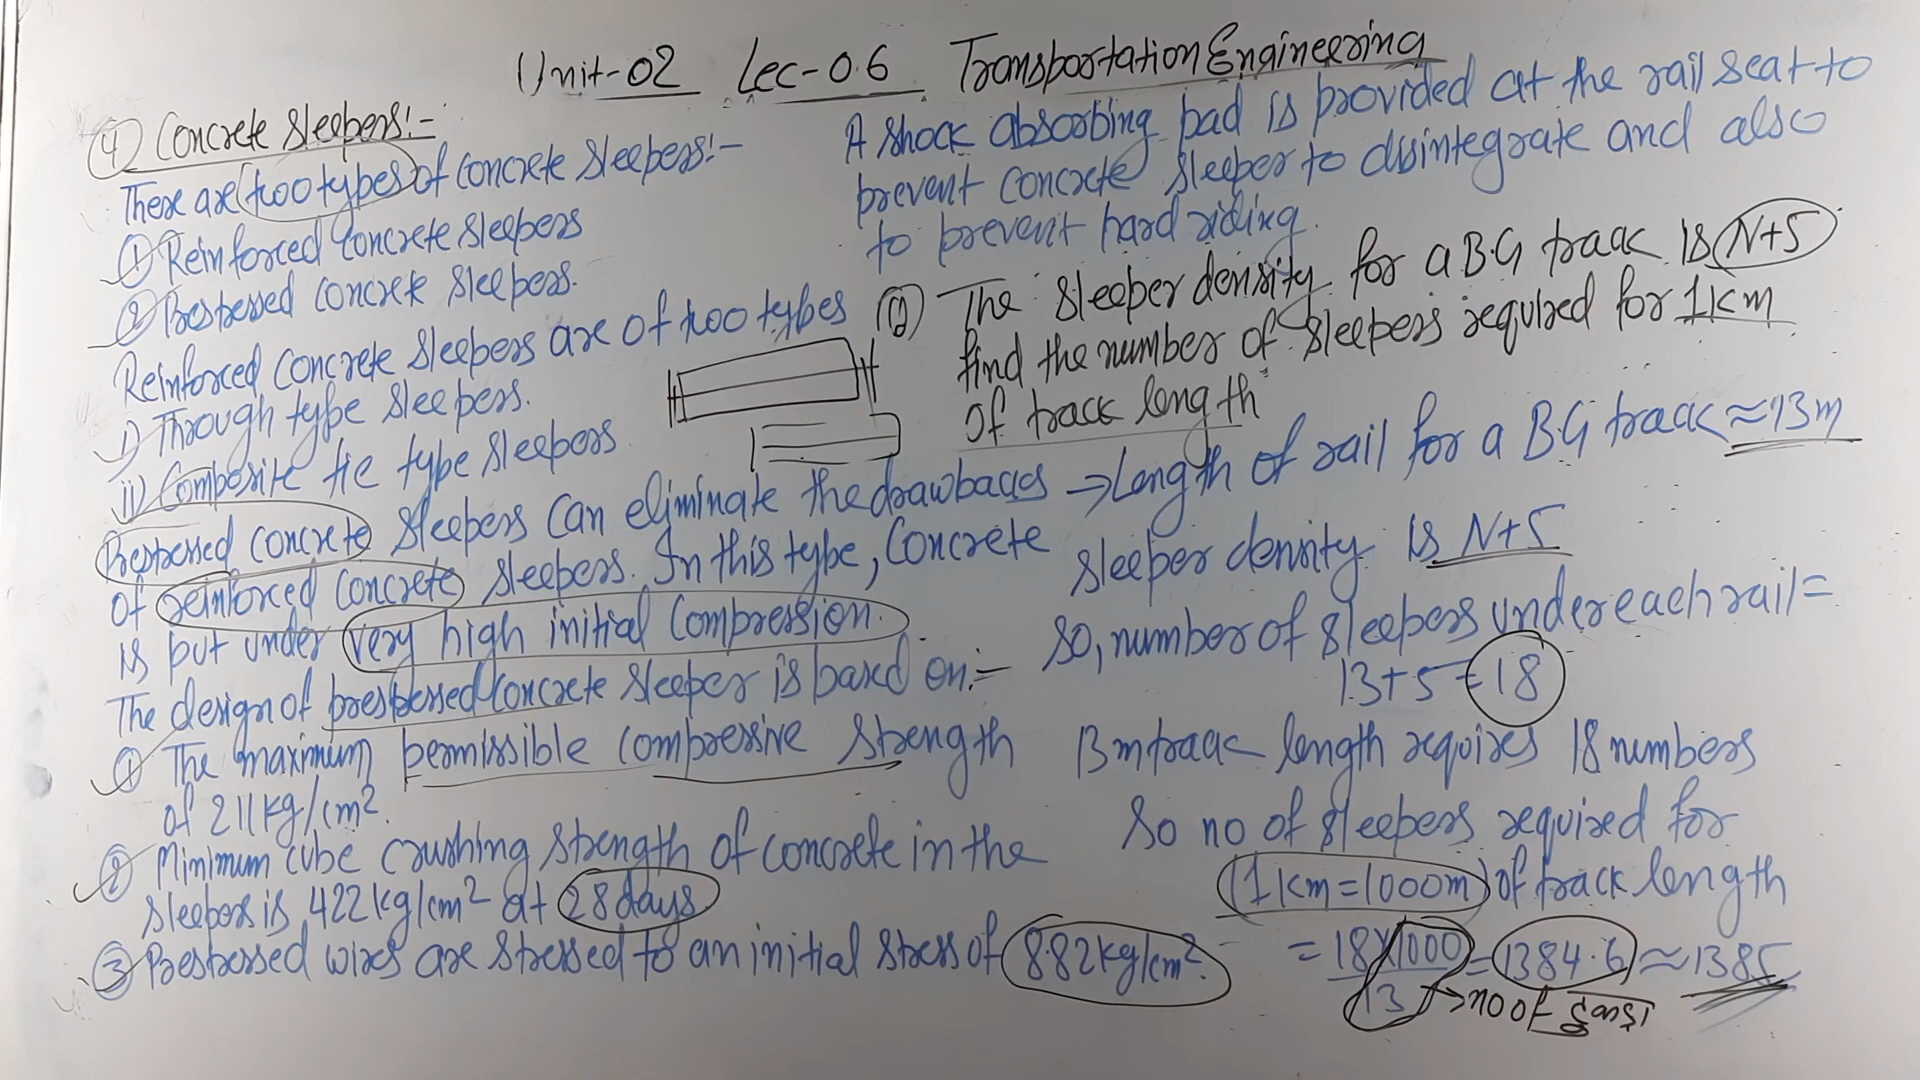 Unit-02 Lec-06 Transportation Engineering
④ Concrete Sleepers:-
There are two types of concrete sleepers:-
① Reinforced concrete sleepers
② Prestressed concrete sleepers.
Reinforced concrete sleepers are of two types
i) Through type sleepers.
ii) Composite tie type sleepers
Prestressed concrete sleepers can eliminate the drawbacks
of reinforced concrete sleepers. In this type, concrete
is put under very high initial compression.
The design of prestressed concrete sleeper is based on:-
① The maximum permissible compressive strength
of 211 kg/cm².
② Minimum cube crushing strength of concrete in the
sleepers is 422 kg/cm² at 28 days.
③ Prestressed wires are stressed to an initial stress of 8.82 kg/cm².
A shock absorbing pad is provided at the rail seat to
prevent concrete sleeper to disintegrate and also
to prevent hard riding.
Q) The sleeper density for a B.G track is N+5
find the number of sleepers required for 1 km
of track length
→ Length of rail for a B.G track ≈ 13m
sleeper density is N+5
So, number of sleepers under each rail =
13+5 = 18
13m track length requires 18 numbers
So no of sleepers required for
(1 km = 1000m) of track length
= 18×1000/13 = 1384.6 ≈ 1385
→ no of